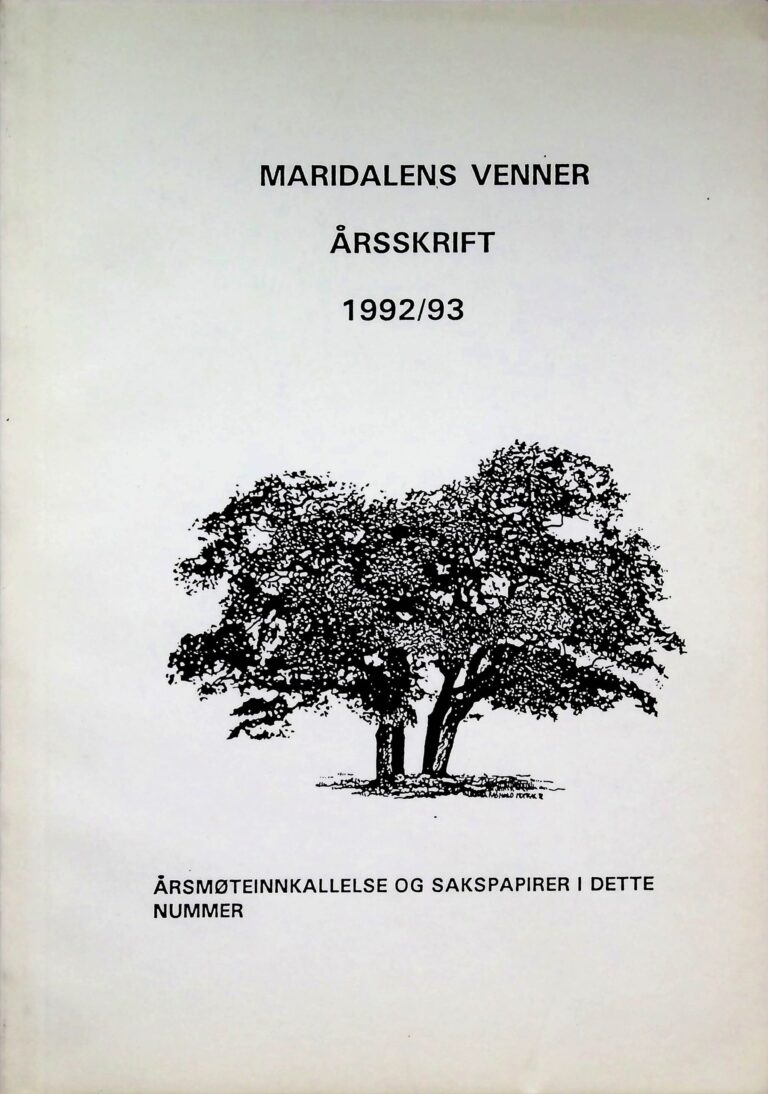 MARIDALENS VENNER
ÅRSSKRIFT
1992/93
ÅRSMØTEINNKALLELSE OG SAKSPAPIRER I DETTE
NUMMER